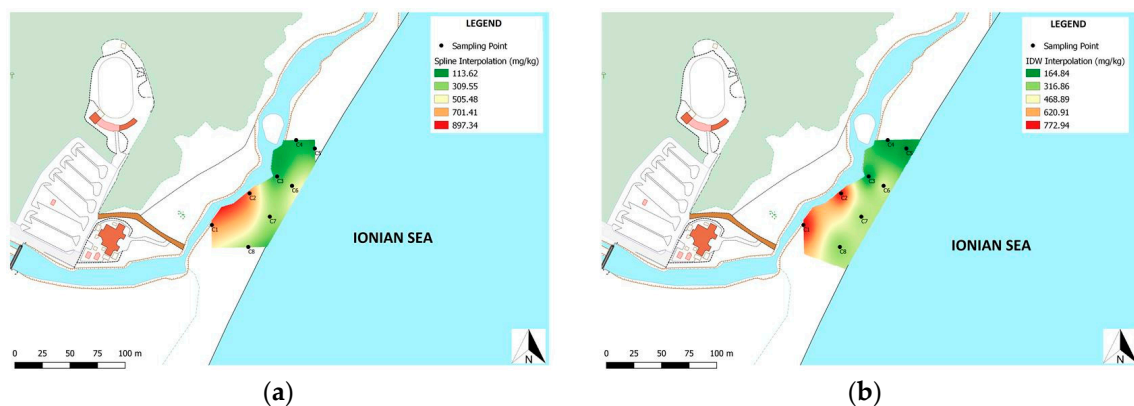 LEGEND
Sampling Point
Spline Interpolation (mg/kg)
113.62
309.55
505.48
701.41
897.34
C4
C5
C3
C6
C2
C7
C1
C8
IONIAN SEA
0 25 50 75 100 m
N
(a)
LEGEND
Sampling Point
IDW Interpolation (mg/kg)
164.84
316.86
468.89
620.91
772.94
C4
C5
C3
C6
C2
C7
C1
C8
IONIAN SEA
0 25 50 75 100 m
N
(b)